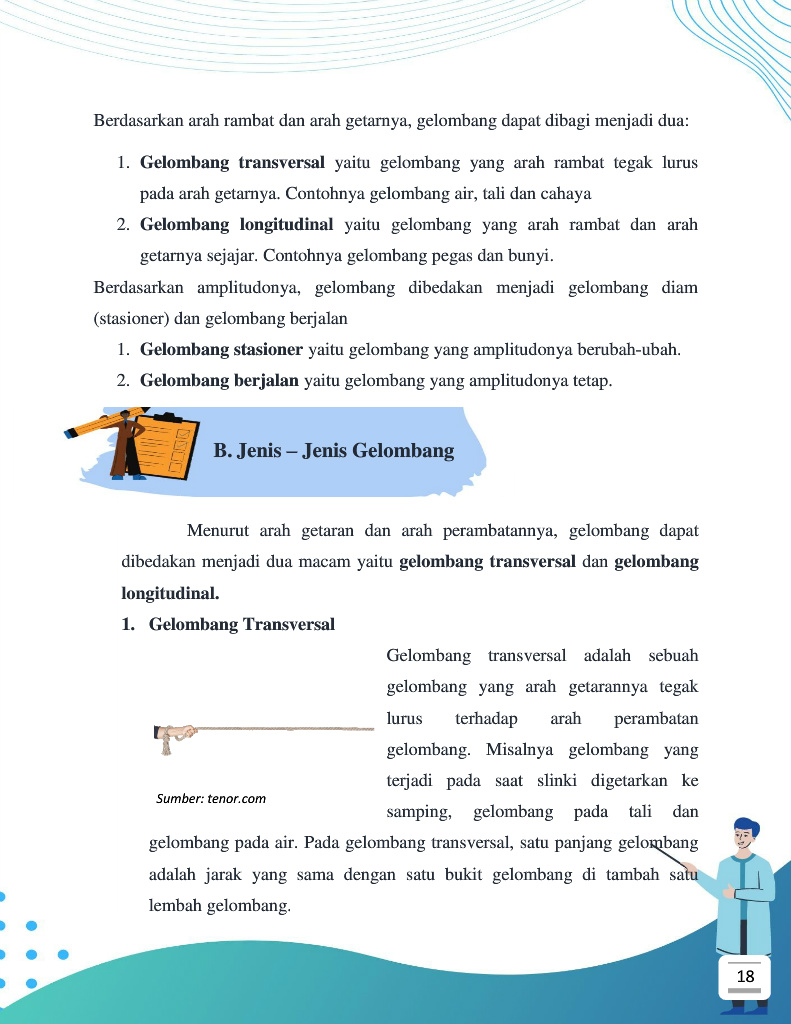 Berdasarkan arah rambat dan arah getarnya, gelombang dapat dibagi menjadi dua:
1. Gelombang transversal yaitu gelombang yang arah rambat tegak lurus
pada arah getarnya. Contohnya gelombang air, tali dan cahaya
2. Gelombang longitudinal yaitu gelombang yang arah rambat dan arah
getarnya sejajar. Contohnya gelombang pegas dan bunyi.
Berdasarkan amplitudonya, gelombang dibedakan menjadi gelombang diam
(stasioner) dan gelombang berjalan
1. Gelombang stasioner yaitu gelombang yang amplitudonya berubah-ubah.
2. Gelombang berjalan yaitu gelombang yang amplitudonya tetap.
B. Jenis – Jenis Gelombang
Menurut arah getaran dan arah perambatannya, gelombang dapat
dibedakan menjadi dua macam yaitu gelombang transversal dan gelombang
longitudinal.
1. Gelombang Transversal
Gelombang transversal adalah sebuah
gelombang yang arah getarannya tegak
lurus terhadap arah perambatan
gelombang. Misalnya gelombang yang
terjadi pada saat slinki digetarkan ke
samping, gelombang pada tali dan
Sumber: tenor.com
gelombang pada air. Pada gelombang transversal, satu panjang gelombang
adalah jarak yang sama dengan satu bukit gelombang di tambah satu
lembah gelombang.
18